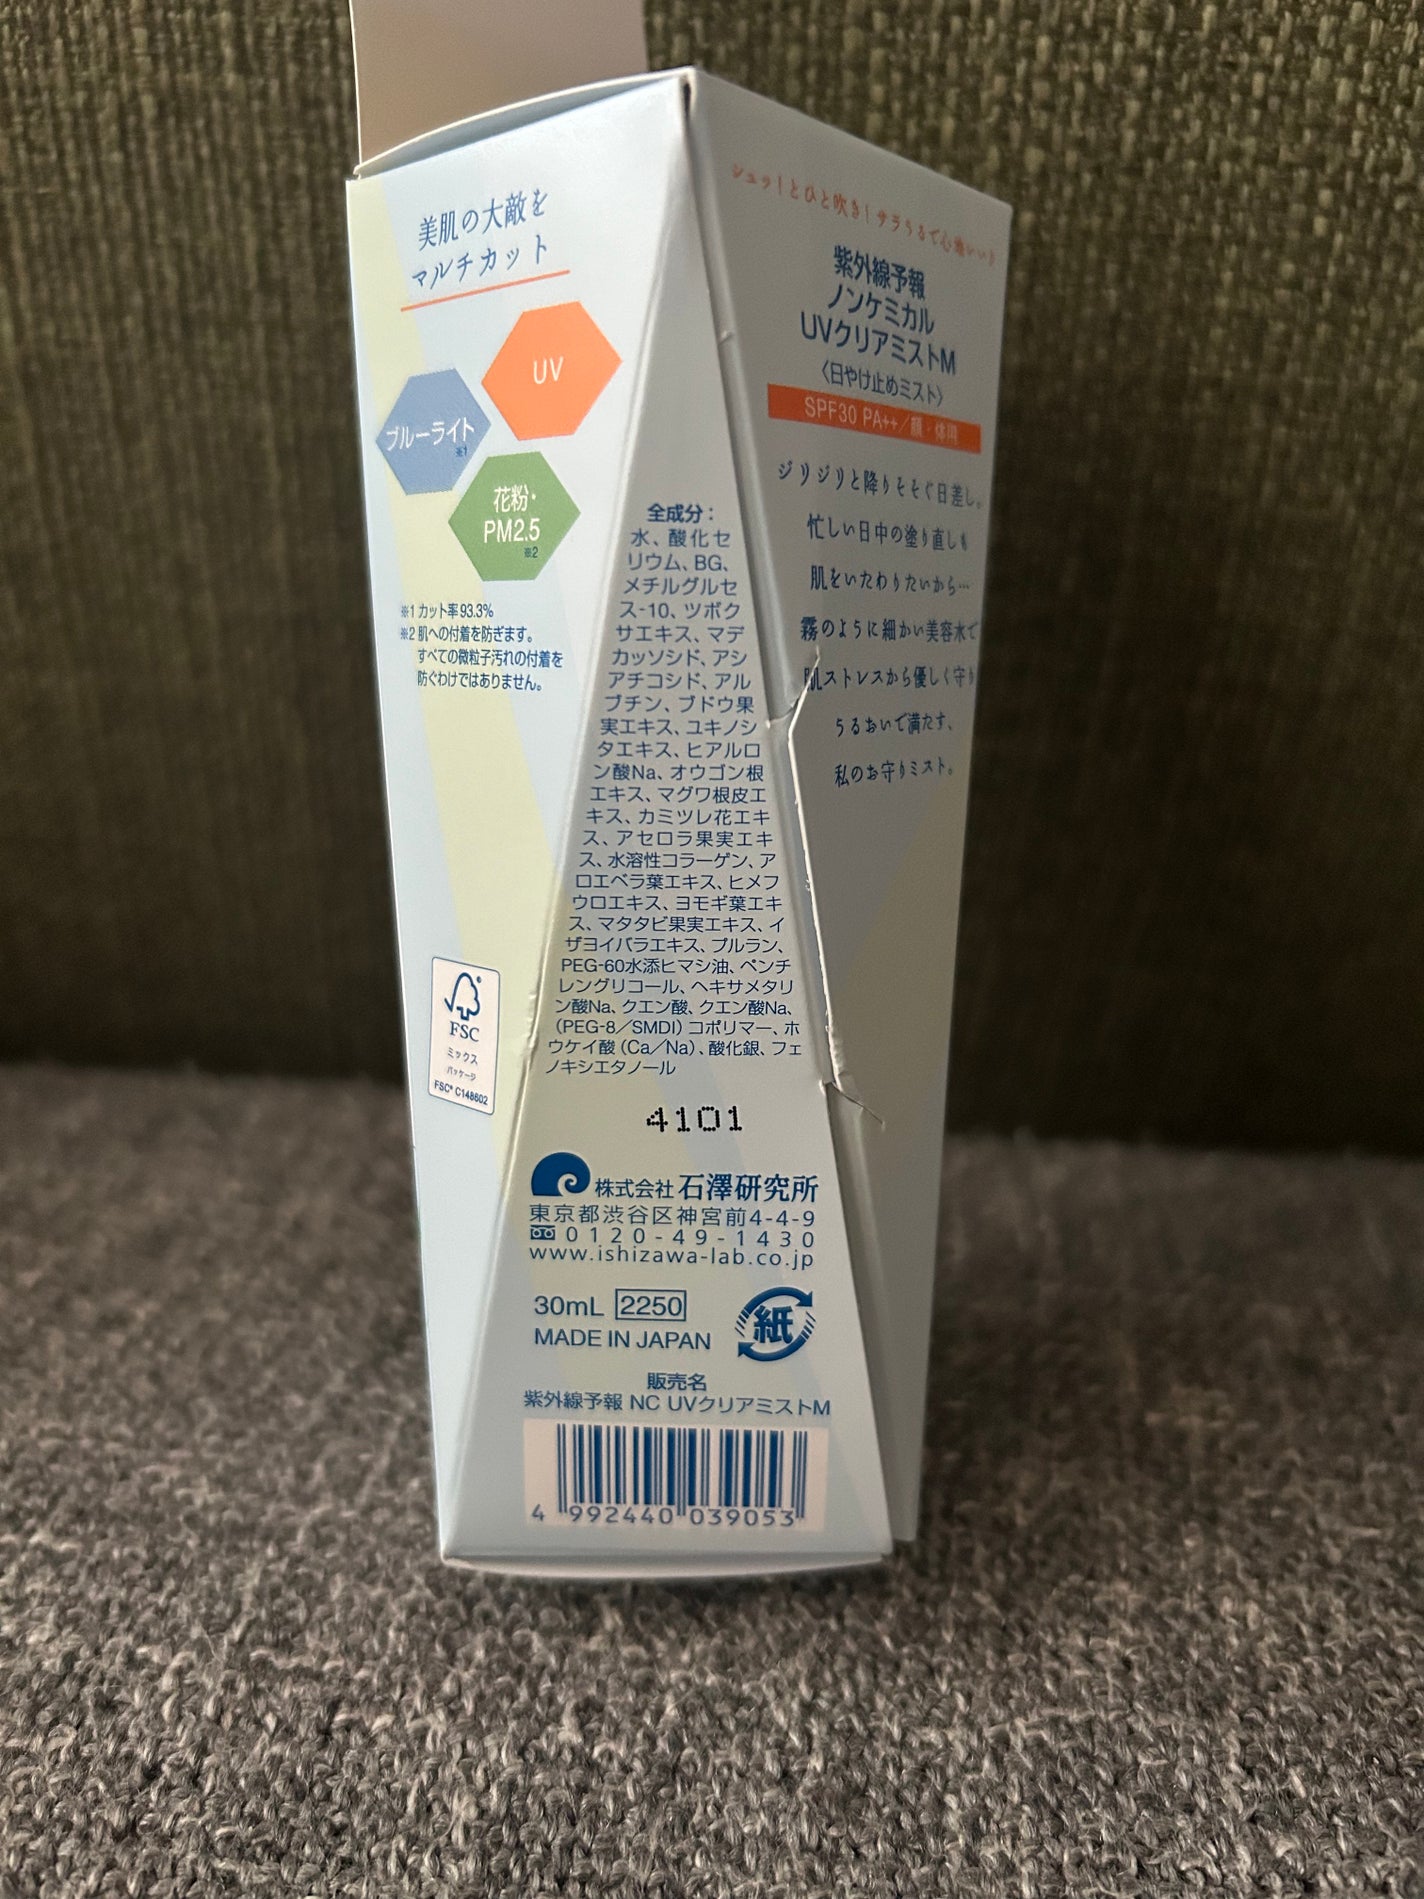 美肌の大敵を
マルチカット
UV
ブルーライト
※1
花粉・
PM2.5
※2
※1 カット率93.3%
※2 肌への付着を防ぎます。
すべての微粒子汚れの付着を
防ぐわけではありません。
FSC
ミックス
パッケージ
FSC® C148602
全成分：
水、酸化セ
リウム、BG、
メチルグルセ
ス-10、ツボク
サエキス、マデ
カッソシド、アシ
アチコシド、アル
ブチン、ブドウ果
実エキス、ユキノシ
タエキス、ヒアルロ
ン酸Na、オウゴン根
エキス、マグワ根皮エ
キス、カミツレ花エキ
ス、アセロラ果実エキ
ス、水溶性コラーゲン、ア
ロエベラ葉エキス、ヒメフ
ウロエキス、ヨモギ葉エキ
ス、マタタビ果実エキス、イ
ザヨイバラエキス、プルラン、
PEG-60水添ヒマシ油、ペンチ
レングリコール、ヘキサメタリ
ン酸Na、クエン酸、クエン酸Na、
（PEG-8／SMDI）コポリマー、ホ
ウケイ酸（Ca／Na）、酸化銀、フェ
ノキシエタノール
4101
株式会社 石澤研究所
東京都渋谷区神宮前4-4-9
0120-49-1430
www.ishizawa-lab.co.jp
30mL 2250
MADE IN JAPAN
紙
販売名
紫外線予報 NC UVクリアミストM
4 992440 039053
シュッ！とひと吹き！サラうるで心地いい♪
紫外線予報
ノンケミカル
UVクリアミストM
〈日やけ止めミスト〉
SPF30 PA++／顔・体用
ジリジリと降りそそぐ日差し。
忙しい日中の塗り直しも
肌をいたわりたいから…
霧のように細かい美容水で
肌ストレスから優しく守り
うるおいで満たす、
私のお守りミスト。